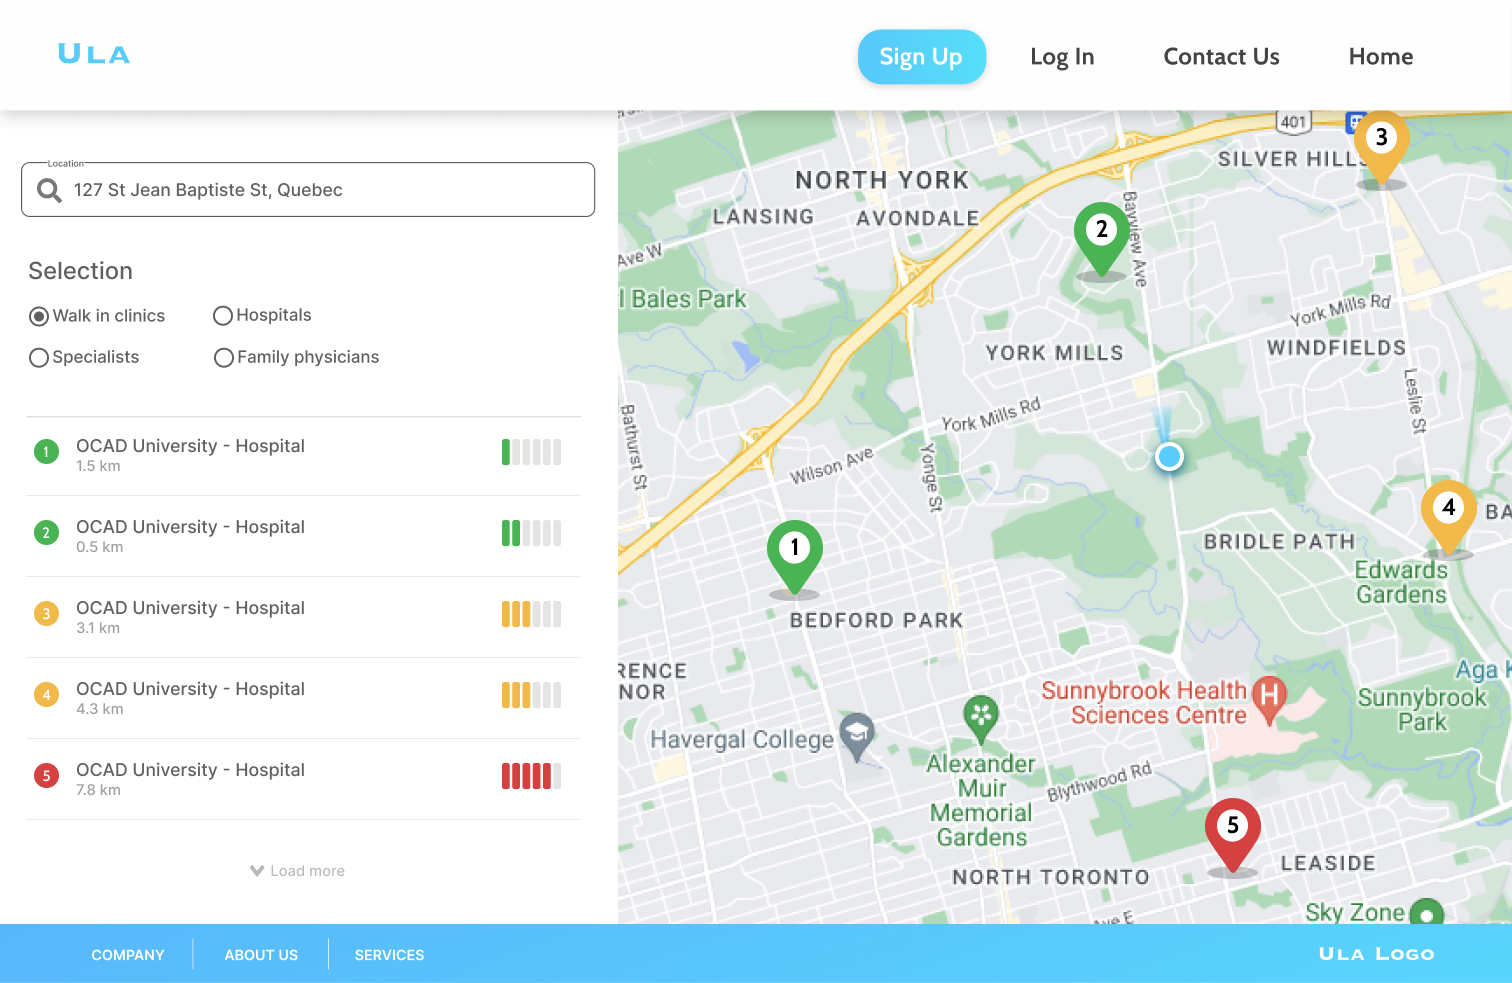 ULA
Sign Up
Log In
Contact Us
Home
Location
127 St Jean Baptiste St, Quebec
Selection
Walk in clinics
Hospitals
Specialists
Family physicians
1
OCAD University - Hospital
1.5 km
2
OCAD University - Hospital
0.5 km
3
OCAD University - Hospital
3.1 km
4
OCAD University - Hospital
4.3 km
5
OCAD University - Hospital
7.8 km
Load more
401
3
SILVER HILLS
NORTH YORK
LANSING
AVONDALE
2
Bayview Ave
Ave W
l Bales Park
York Mills Rd
YORK MILLS
WINDFIELDS
Leslie St
Bathurst St
York Mills Rd
Wilson Ave
Yonge St
4
BA
1
BRIDLE PATH
Edwards
Gardens
BEDFORD PARK
RENCE
NOR
Aga K
Sunnybrook Health
Sciences Centre
H
Sunnybrook
Park
Havergal College
Alexander
Muir
Memorial
Gardens
Blythwood Rd
5
LEASIDE
NORTH TORONTO
Ave E
Sky Zone
COMPANY
ABOUT US
SERVICES
ULA LOGO